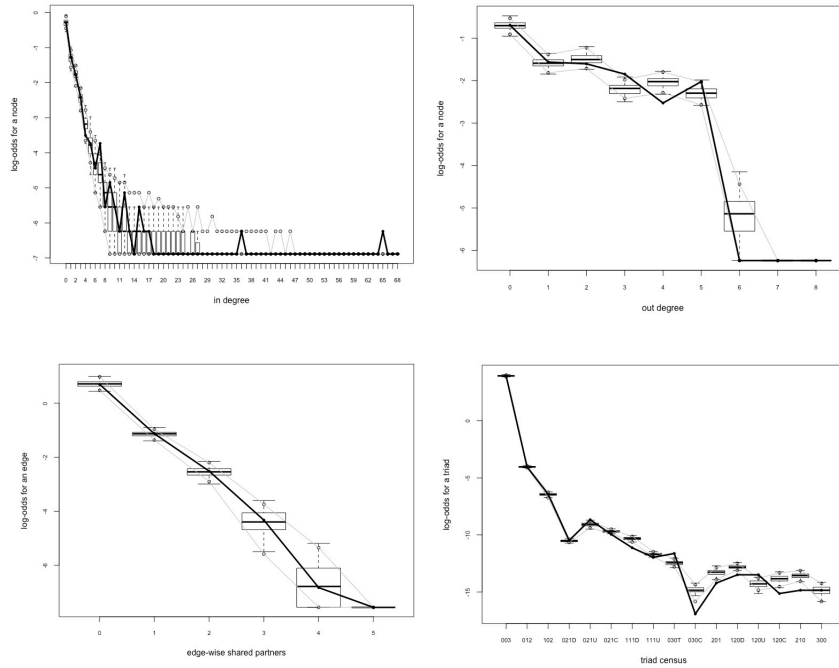 0
-1
-2
-3
-4
-5
-6
-7
log-odds for a node
0 2 4 6 8 11 14 17 20 23 26 29 32 35 38 41 44 47 50 53 56 59 62 65 68
in degree
-1
-2
-3
-4
-5
-6
log-odds for a node
0 1 2 3 4 5 6 7 8
out degree
0
-2
-4
-6
log-odds for an edge
0 1 2 3 4 5
edge-wise shared partners
0
-5
-10
-15
log-odds for a triad
003 012 102 021D 021U 021C 111D 111U 030T 030C 201 120D 120U 120C 210 300
triad census